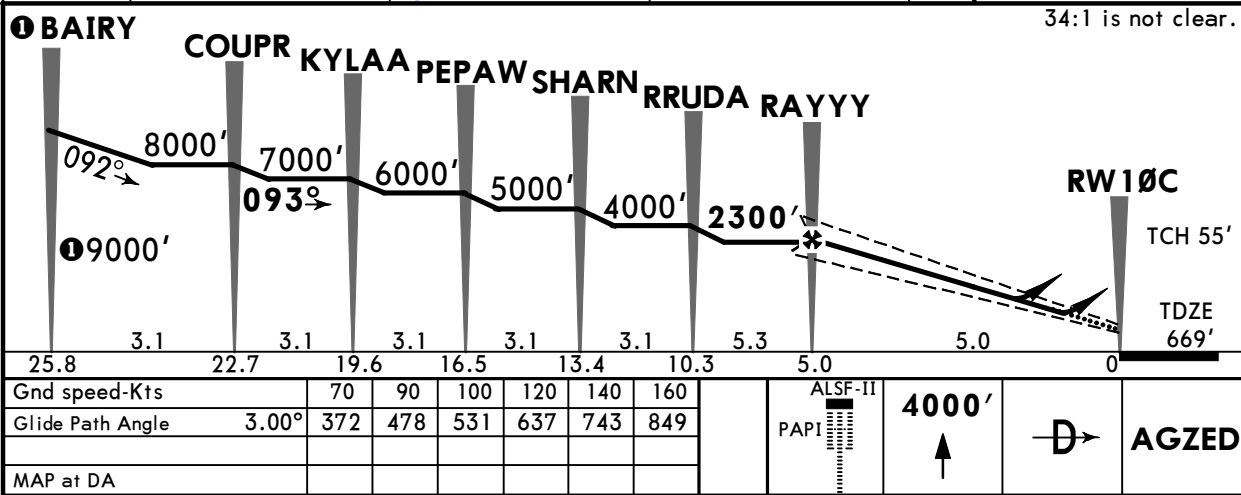 34:1 is not clear.
❶ BAIRY
COUPR
KYLAA
PEPAW
SHARN
RRUDA
RAYYY
RW1ØC
092°
8000'
7000'
093°
6000'
5000'
4000'
2300'
❶9000'
TCH 55'
TDZE
669'
3.1 3.1 3.1 3.1 3.1 5.3 5.0
25.8 22.7 19.6 16.5 13.4 10.3 5.0 0
Gnd speed-Kts 70 90 100 120 140 160
Glide Path Angle 3.00° 372 478 531 637 743 849
MAP at DA
ALSF-II
PAPI
4000'
D
AGZED